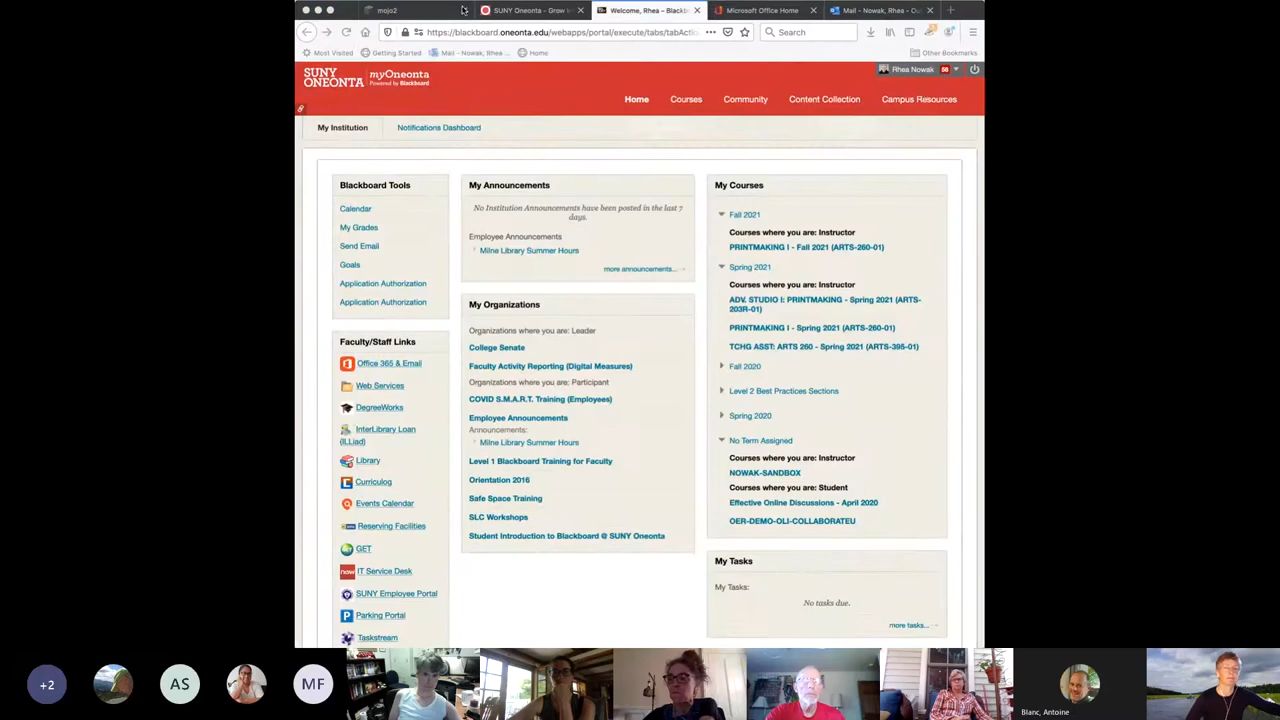 mojo2
SUNY Oneonta - Grow In
Welcome, Rhea – Blackb
Microsoft Office Home
Mail - Nowak, Rhea - Ou
https://blackboard.oneonta.edu/webapps/portal/execute/tabs/tabActio
Search
Most Visited
Getting Started
Mail - Nowak, Rhea ...
Home
Other Bookmarks
SUNY ONEONTA
myOneonta
Powered by Blackboard
Rhea Nowak 56
Home
Courses
Community
Content Collection
Campus Resources
My Institution
Notifications Dashboard
Blackboard Tools
Calendar
My Grades
Send Email
Goals
Application Authorization
Application Authorization
Faculty/Staff Links
Office 365 & Email
Web Services
DegreeWorks
InterLibrary Loan
(ILLiad)
Library
Curriculog
Events Calendar
Reserving Facilities
GET
now IT Service Desk
SUNY Employee Portal
P Parking Portal
Taskstream
My Announcements
No Institution Announcements have been posted in the last 7
days.
Employee Announcements
Milne Library Summer Hours
more announcements...
My Organizations
Organizations where you are: Leader
College Senate
Faculty Activity Reporting (Digital Measures)
Organizations where you are: Participant
COVID S.M.A.R.T. Training (Employees)
Employee Announcements
Announcements:
Milne Library Summer Hours
Level 1 Blackboard Training for Faculty
Orientation 2016
Safe Space Training
SLC Workshops
Student Introduction to Blackboard @ SUNY Oneonta
My Courses
Fall 2021
Courses where you are: Instructor
PRINTMAKING I - Fall 2021 (ARTS-260-01)
Spring 2021
Courses where you are: Instructor
ADV. STUDIO I: PRINTMAKING - Spring 2021 (ARTS-
203R-01)
PRINTMAKING I - Spring 2021 (ARTS-260-01)
TCHG ASST: ARTS 260 - Spring 2021 (ARTS-395-01)
Fall 2020
Level 2 Best Practices Sections
Spring 2020
No Term Assigned
Courses where you are: Instructor
NOWAK-SANDBOX
Courses where you are: Student
Effective Online Discussions - April 2020
OER-DEMO-OLI-COLLABORATEU
My Tasks
My Tasks:
No tasks due.
more tasks...
+2
AS
MF
Blanc, Antoine